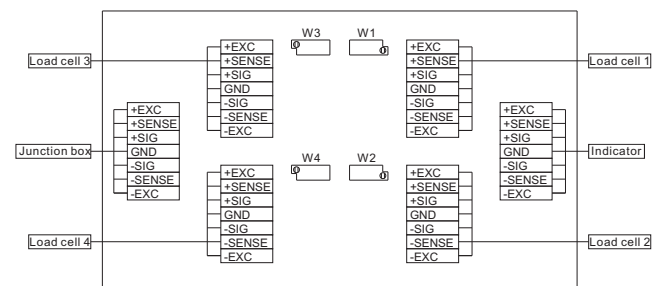 W3
W1
Load cell 3
+EXC
+SENSE
+SIG
GND
-SIG
-SENSE
-EXC
+EXC
+SENSE
+SIG
GND
-SIG
-SENSE
-EXC
Load cell 1
Junction box
+EXC
+SENSE
+SIG
GND
-SIG
-SENSE
-EXC
+EXC
+SENSE
+SIG
GND
-SIG
-SENSE
-EXC
Indicator
W4
W2
Load cell 4
+EXC
+SENSE
+SIG
GND
-SIG
-SENSE
-EXC
+EXC
+SENSE
+SIG
GND
-SIG
-SENSE
-EXC
Load cell 2